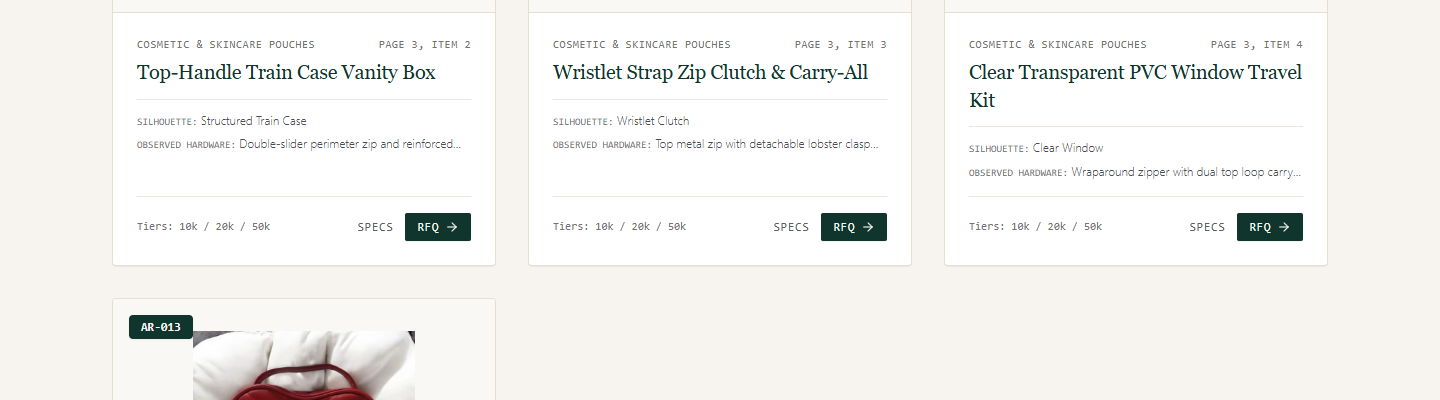 COSMETIC & SKINCARE POUCHES PAGE 3, ITEM 2
Top-Handle Train Case Vanity Box
SILHOUETTE: Structured Train Case
OBSERVED HARDWARE: Double-slider perimeter zip and reinforced...
Tiers: 10k / 20k / 50k SPECS RFQ →
COSMETIC & SKINCARE POUCHES PAGE 3, ITEM 3
Wristlet Strap Zip Clutch & Carry-All
SILHOUETTE: Wristlet Clutch
OBSERVED HARDWARE: Top metal zip with detachable lobster clasp...
Tiers: 10k / 20k / 50k SPECS RFQ →
COSMETIC & SKINCARE POUCHES PAGE 3, ITEM 4
Clear Transparent PVC Window Travel
Kit
SILHOUETTE: Clear Window
OBSERVED HARDWARE: Wraparound zipper with dual top loop carry...
Tiers: 10k / 20k / 50k SPECS RFQ →
AR-013